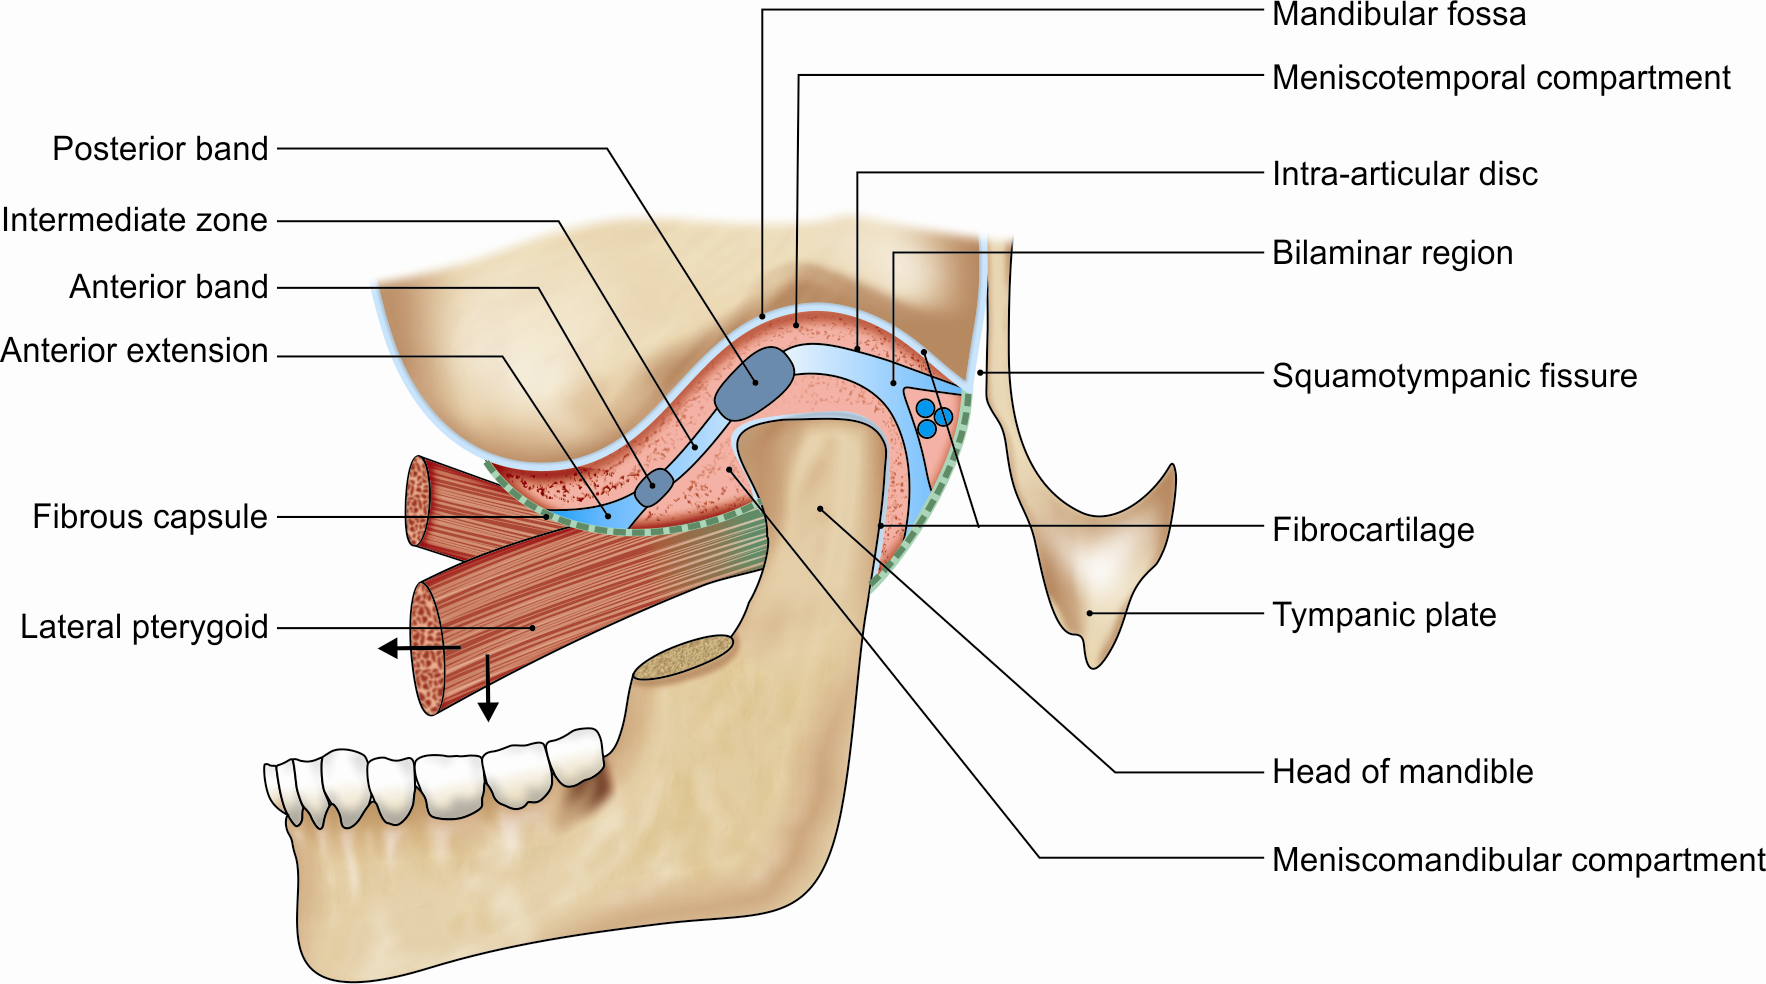 Posterior band
Intermediate zone
Anterior band
Anterior extension
Fibrous capsule
Lateral pterygoid
Mandibular fossa
Meniscotemporal compartment
Intra-articular disc
Bilaminar region
Squamotympanic fissure
Fibrocartilage
Tympanic plate
Head of mandible
Meniscomandibular compartment